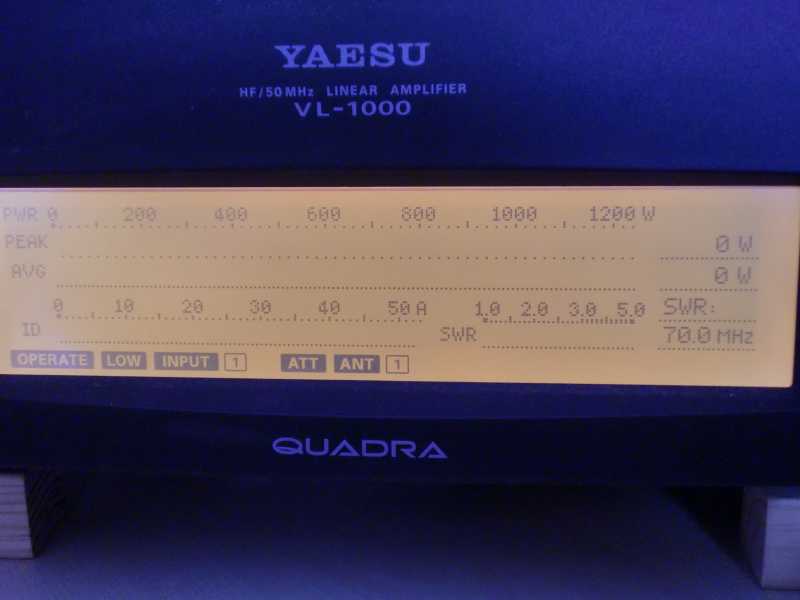 YAESU
HF/50MHz LINEAR AMPLIFIER
VL-1000
PWR 0 200 400 600 800 1000 1200 W
PEAK 0 W
AVG 0 W
0 10 20 30 40 50 A 1.0 2.0 3.0 5.0 SWR:
ID SWR 70.0 MHz
OPERATE LOW INPUT 1 ATT ANT 1
QUADRA